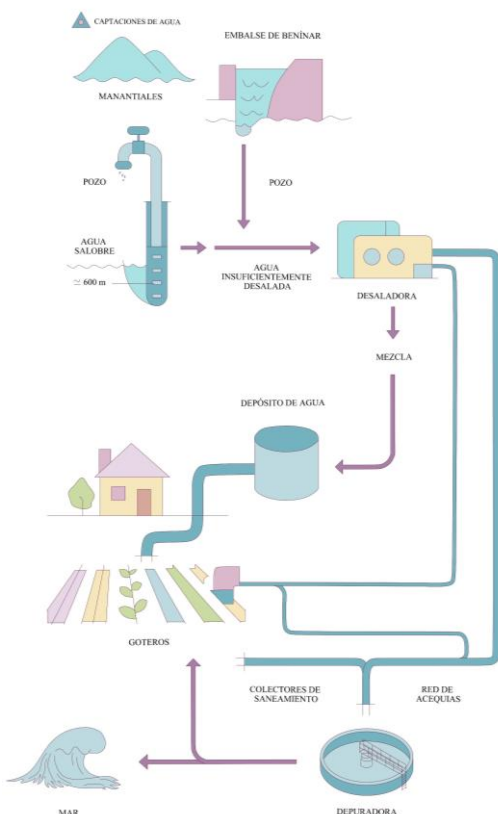 CAPTACIONES DE AGUA
EMBALSE DE BENÍNAR
MANANTIALES
POZO
POZO
AGUA
SALOBRE
≃ 600 m
AGUA
INSUFICIENTEMENTE
DESALADA
DESALADORA
MEZCLA
DEPÓSITO DE AGUA
GOTEROS
COLECTORES DE
SANEAMIENTO
RED DE
ACEQUIAS
MAR
DEPURADORA